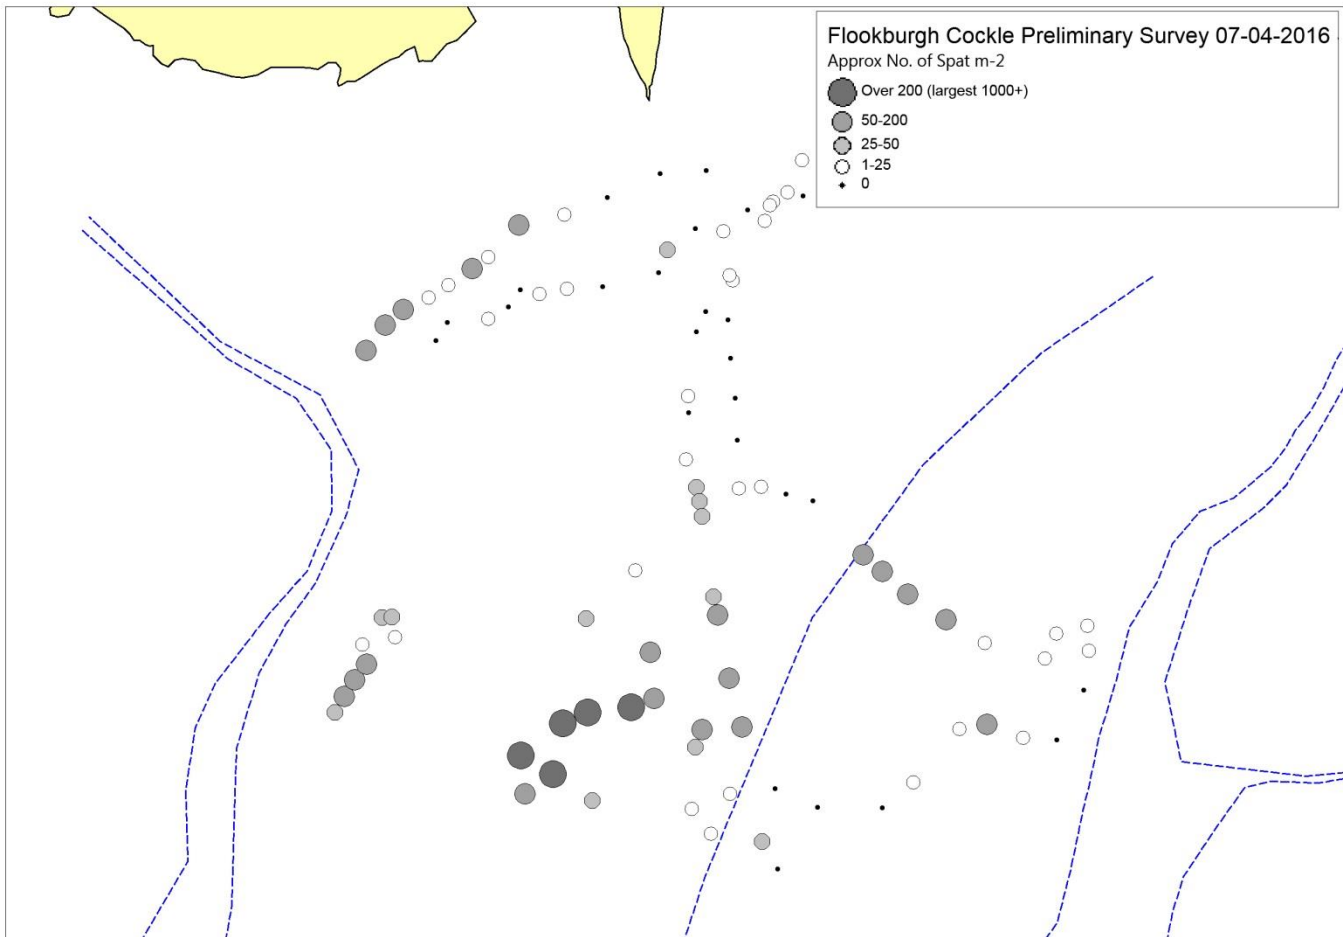 Flookburgh Cockle Preliminary Survey 07-04-2016
Approx No. of Spat m-2
Over 200 (largest 1000+)
50-200
25-50
1-25
0